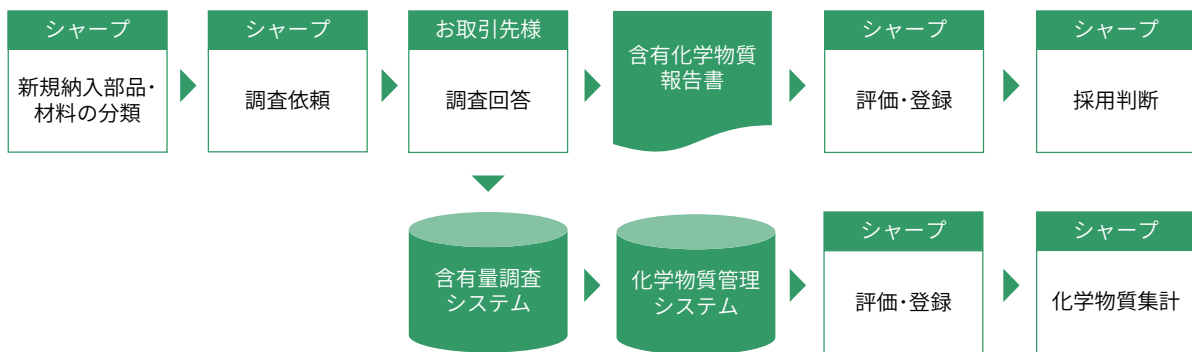 シャープ
新規納入部品・
材料の分類
シャープ
調査依頼
お取引先様
調査回答
含有化学物質
報告書
シャープ
評価・登録
シャープ
採用判断
含有量調査
システム
化学物質管理
システム
シャープ
評価・登録
シャープ
化学物質集計